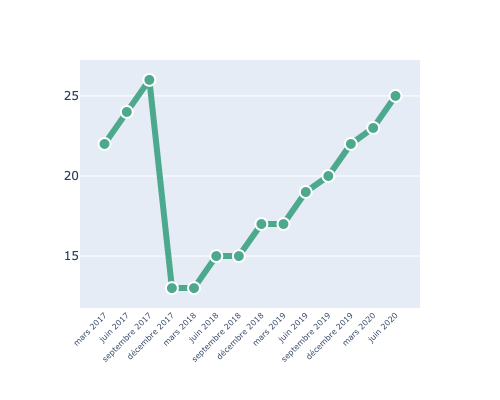 25
20
15
mars 2017
juin 2017
septembre 2017
décembre 2017
mars 2018
juin 2018
septembre 2018
décembre 2018
mars 2019
juin 2019
septembre 2019
décembre 2019
mars 2020
juin 2020